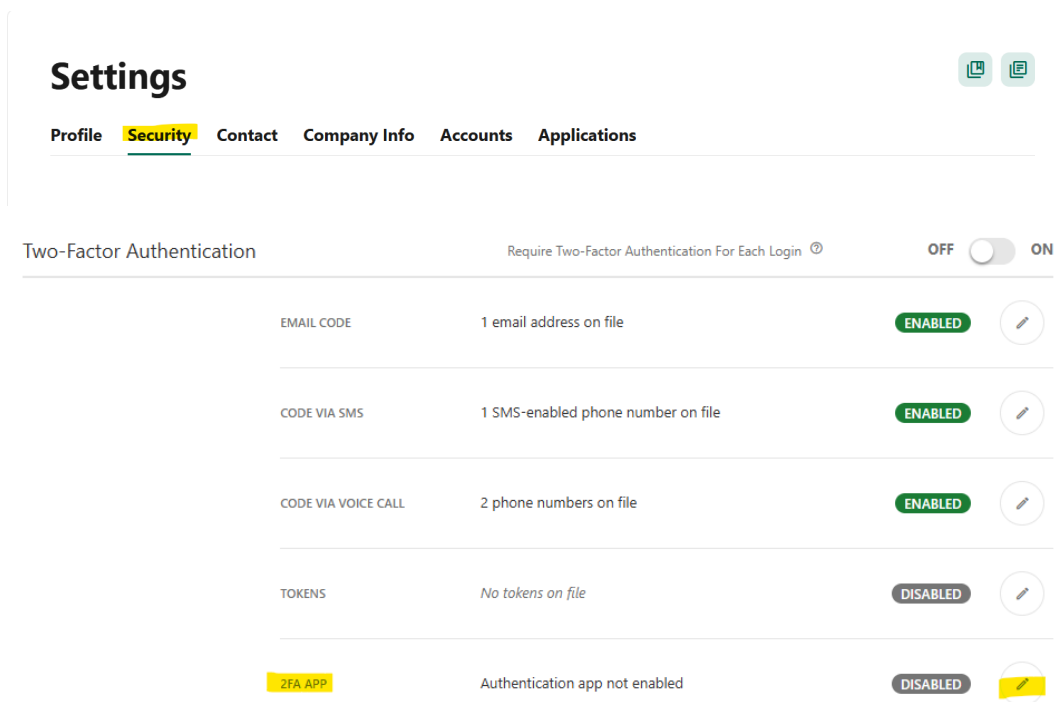 Settings
Profile Security Contact Company Info Accounts Applications
Two-Factor Authentication Require Two-Factor Authentication For Each Login ? OFF ON
EMAIL CODE 1 email address on file ENABLED
CODE VIA SMS 1 SMS-enabled phone number on file ENABLED
CODE VIA VOICE CALL 2 phone numbers on file ENABLED
TOKENS No tokens on file DISABLED
2FA APP Authentication app not enabled DISABLED